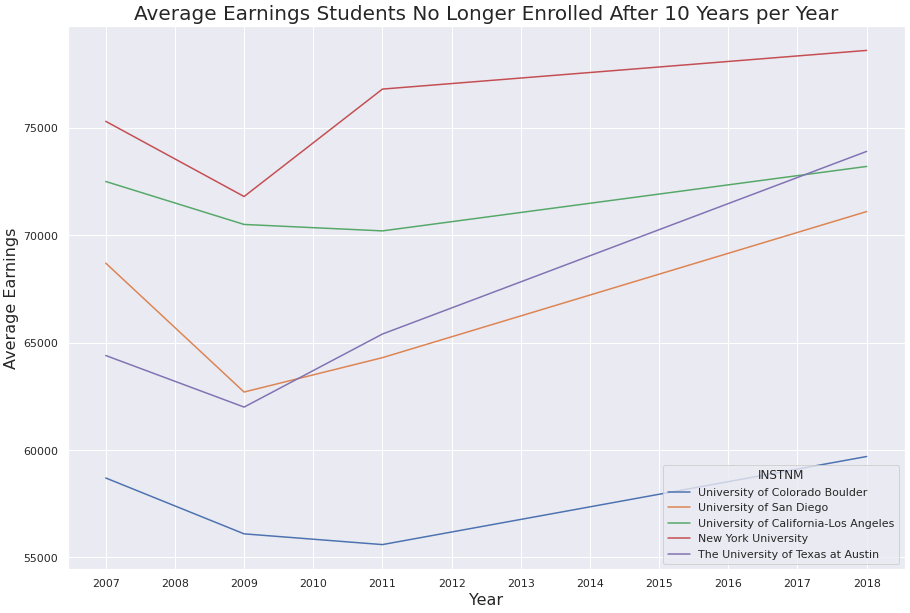 Average Earnings Students No Longer Enrolled After 10 Years per Year
Average Earnings
75000
70000
65000
60000
55000
INSTNM
University of Colorado Boulder
University of San Diego
University of California-Los Angeles
New York University
The University of Texas at Austin
2007 2008 2009 2010 2011 2012 2013 2014 2015 2016 2017 2018
Year